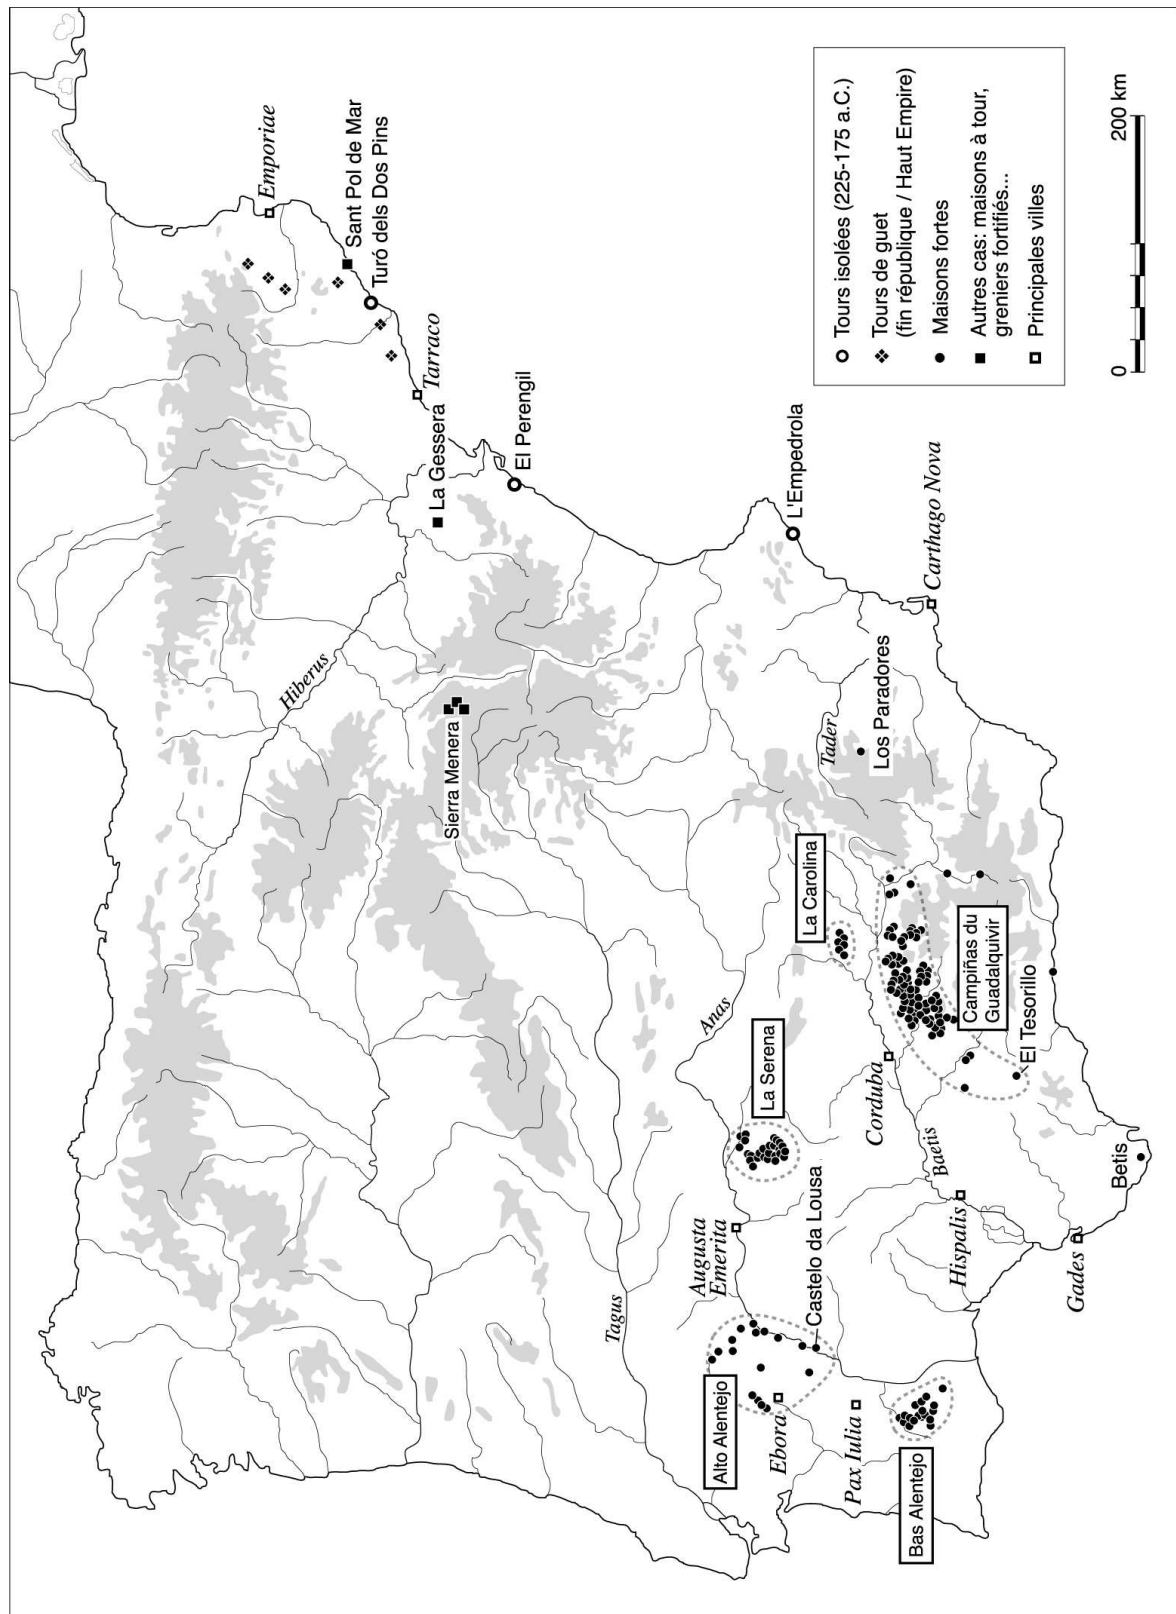 Emporiae
Sant Pol de Mar
Turó dels Dos Pins
Tarraco
La Gessera
El Perengil
Hiberus
Sierra Menera
L'Empedrola
Carthago Nova
Tader
Los Paradores
La Carolina
Anas
La Serena
Campiñas du
Guadalquivir
El Tesorillo
Corduba
Baetis
Betis
Tagus
Augusta
Emerita
Castelo da Lousa
Hispalis
Gades
Alto Alentejo
Ebora
Pax Iulia
Bas Alentejo
Tours isolées (225-175 a.C.)
Tours de guet
(fin république / Haut Empire)
Maisons fortes
Autres cas: maisons à tour,
greniers fortifiés...
Principales villes
0 200 km